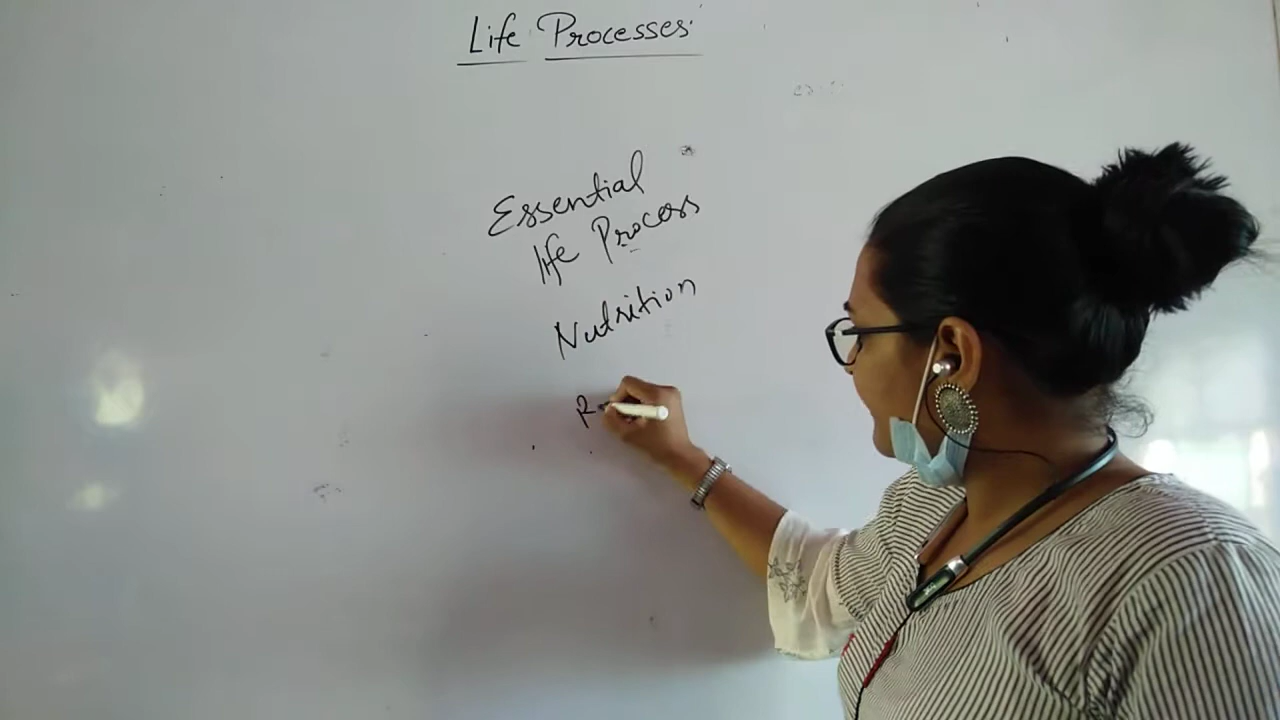 Life Processes
Essential
life Process
Nutrition
R